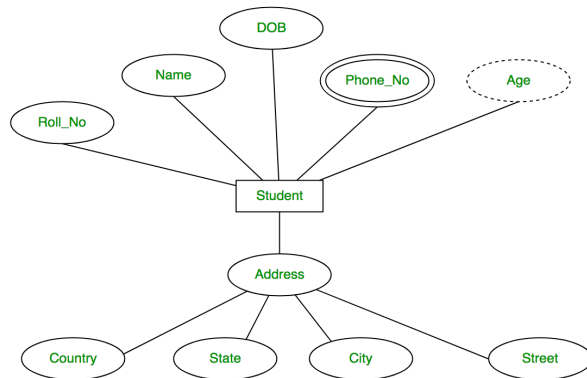 DOB
Name
Phone_No
Age
Roll_No
Student
Address
Country
State
City
Street